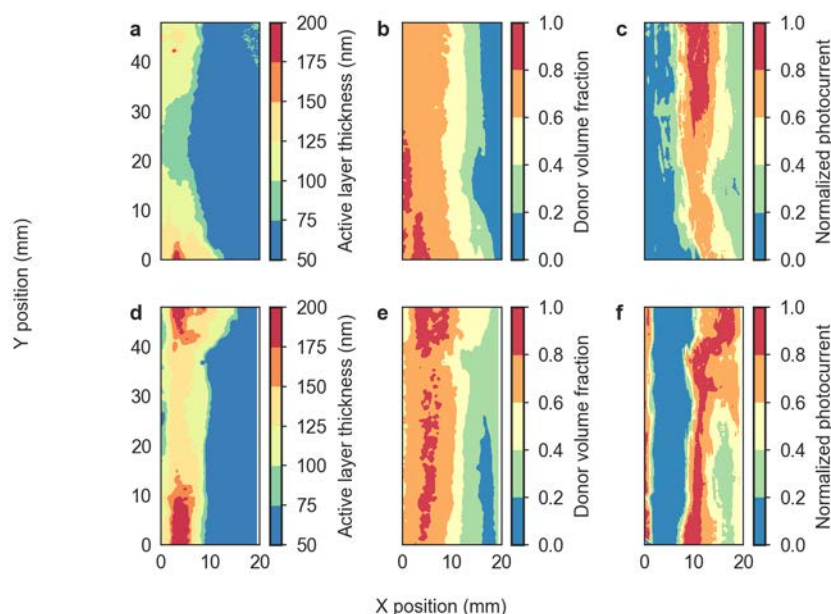 a
b
c
200
175
150
125
100
75
50
Active layer thickness (nm)
1.0
0.8
0.6
0.4
0.2
0.0
Donor volume fraction
1.0
0.8
0.6
0.4
0.2
0.0
Normalized photocurrent
40
30
20
10
0
Y position (mm)
d
e
f
200
175
150
125
100
75
50
Active layer thickness (nm)
1.0
0.8
0.6
0.4
0.2
0.0
Donor volume fraction
1.0
0.8
0.6
0.4
0.2
0.0
Normalized photocurrent
40
30
20
10
0
0 10 20
0 10 20
0 10 20
X position (mm)